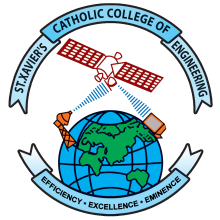 ST.XAVIER'S CATHOLIC COLLEGE OF ENGINEERING
EFFICIENCY • EXCELLENCE • EMINENCE